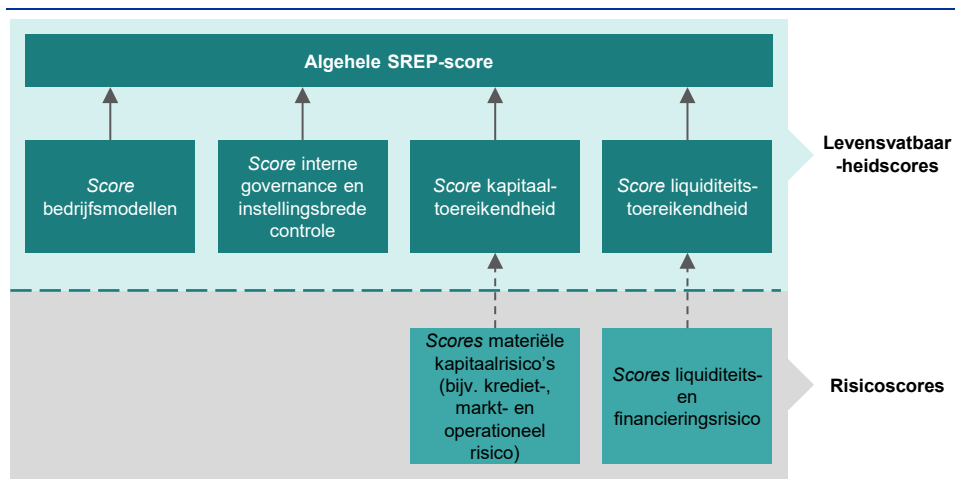 Algehele SREP-score
Score
bedrijfsmodellen
Score interne
governance en
instellingsbrede
controle
Score kapitaal-
toereikendheid
Score liquiditeits-
toereikendheid
Levensvatbaar
-heidscores
Scores materiële
kapitaalrisico's
(bijv. krediet-,
markt- en
operationeel
risico)
Scores liquiditeits-
en
financieringsrisico
Risicoscores